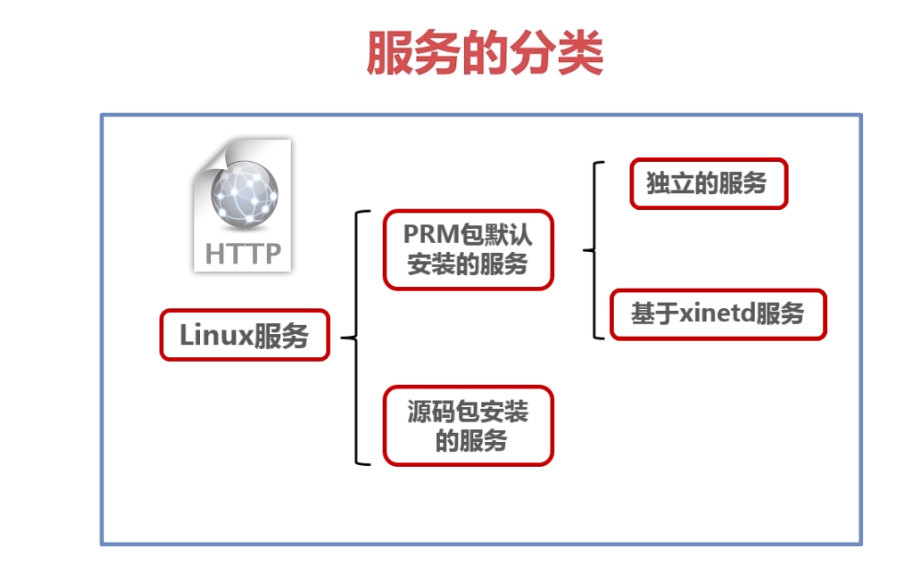 服务的分类
HTTP
Linux服务
PRM包默认
安装的服务
源码包安装
的服务
独立的服务
基于xinetd服务